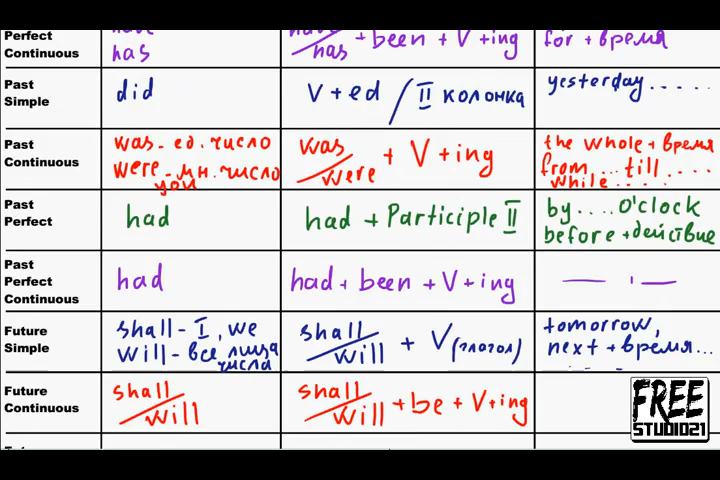 Perfect
Continuous
has
has + been + V + ing
for + время
Past
Simple
did
V + ed / II колонка
yesterday.....
Past
Continuous
was - ед. число
were - мн. число
you
was
were + V + ing
the whole + время
from...till....
while.....
Past
Perfect
had
had + Participle II
by....o'clock
before + действие
Past
Perfect
Continuous
had
had + been + V + ing
— ı —
Future
Simple
shall - I, we
will - все лица
числа
shall
will + V (глагол)
tomorrow,
next + время...
Future
Continuous
shall
will
shall
will + be + V + ing
FREE
STUDIO21